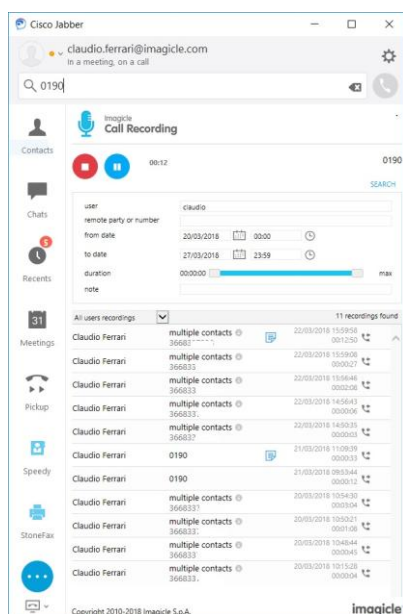 Cisco Jabber
claudio.ferrari@imagicle.com
In a meeting, on a call
0190
Imagicle
Call Recording
Contacts
00:12
0190
SEARCH
Chats
user claudio
remote party or number
from date 20/03/2018 00:00
to date 27/03/2018 23:59
duration 00:00:00 max
note
5
Recents
31
Meetings
Pickup
Speedy
StoneFax
All users recordings 11 recordings found
Claudio Ferrari multiple contacts 22/03/2018 15:59:58
00:12:50
Claudio Ferrari multiple contacts 22/03/2018 15:59:08
366833 00:00:27
Claudio Ferrari multiple contacts 22/03/2018 15:56:46
366833 00:02:08
Claudio Ferrari multiple contacts 22/03/2018 14:56:43
366833. 00:00:06
Claudio Ferrari multiple contacts 22/03/2018 14:50:35
00:00:03
Claudio Ferrari 0190 21/03/2018 11:09:39
00:00:33
Claudio Ferrari 0190 21/03/2018 09:53:44
00:00:12
Claudio Ferrari multiple contacts 20/03/2018 10:54:30
00:03:04
Claudio Ferrari multiple contacts 20/03/2018 10:50:21
00:01:00
Claudio Ferrari multiple contacts 20/03/2018 10:48:44
366833 00:00:45
Claudio Ferrari multiple contacts 20/03/2018 10:15:28
366833. 00:00:04
Copyright 2010-2018 Imagicle S.p.A.
imagicle